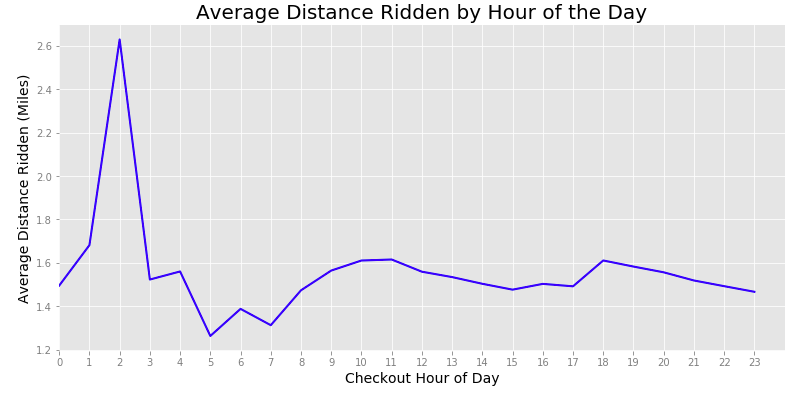 Average Distance Ridden by Hour of the Day
Average Distance Ridden (Miles)
2.6
2.4
2.2
2.0
1.8
1.6
1.4
1.2
0 1 2 3 4 5 6 7 8 9 10 11 12 13 14 15 16 17 18 19 20 21 22 23
Checkout Hour of Day